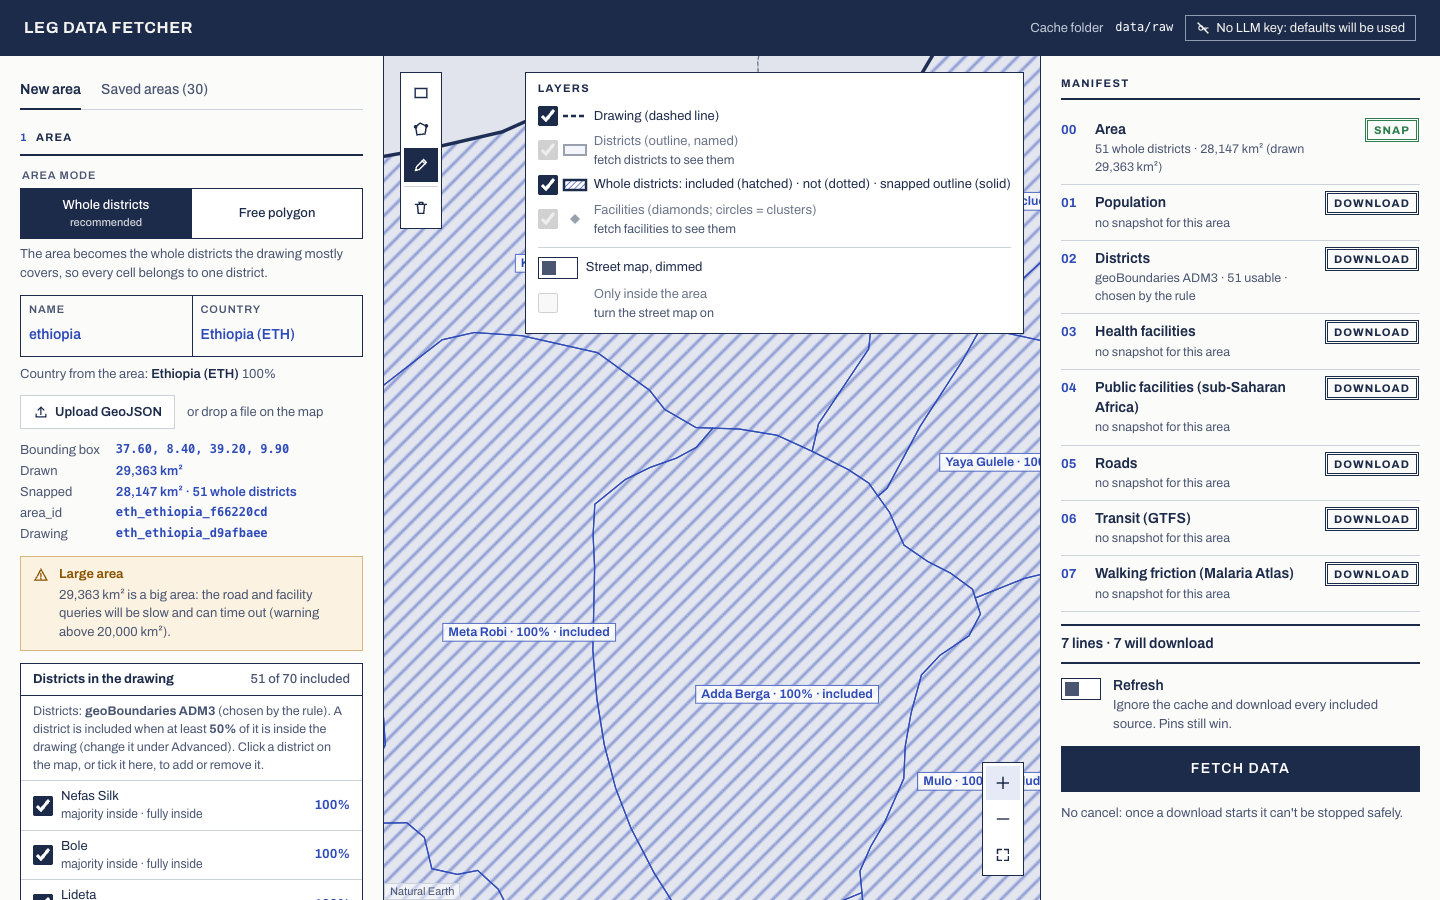 LEG DATA FETCHER
Cache folder data/raw
No LLM key: defaults will be used
New area
Saved areas (30)
1 AREA
AREA MODE
Whole districts
recommended
Free polygon
The area becomes the whole districts the drawing mostly
covers, so every cell belongs to one district.
NAME
ethiopia
COUNTRY
Ethiopia (ETH)
Country from the area: Ethiopia (ETH) 100%
Upload GeoJSON
or drop a file on the map
Bounding box 37.60, 8.40, 39.20, 9.90
Drawn 29,363 km²
Snapped 28,147 km² · 51 whole districts
area_id eth_ethiopia_f66220cd
Drawing eth_ethiopia_d9afbaee
Large area
29,363 km² is a big area: the road and facility
queries will be slow and can time out (warning
above 20,000 km²).
Districts in the drawing 51 of 70 included
Districts: geoBoundaries ADM3 (chosen by the rule). A
district is included when at least 50% of it is inside the
drawing (change it under Advanced). Click a district on
the map, or tick it here, to add or remove it.
Nefas Silk
majority inside · fully inside
100%
Bole
majority inside · fully inside
100%
Lideta
LAYERS
Drawing (dashed line)
Districts (outline, named)
fetch districts to see them
Whole districts: included (hatched) · not (dotted) · snapped outline (solid)
Facilities (diamonds; circles = clusters)
fetch facilities to see them
Street map, dimmed
Only inside the area
turn the street map on
Yaya Gulele · 10
Meta Robi · 100% · included
Adda Berga · 100% · included
Mulo · 100
Natural Earth
MANIFEST
00 Area
51 whole districts · 28,147 km² (drawn
29,363 km²)
SNAP
01 Population
no snapshot for this area
DOWNLOAD
02 Districts
geoBoundaries ADM3 · 51 usable ·
chosen by the rule
DOWNLOAD
03 Health facilities
no snapshot for this area
DOWNLOAD
04 Public facilities (sub-Saharan
Africa)
no snapshot for this area
DOWNLOAD
05 Roads
no snapshot for this area
DOWNLOAD
06 Transit (GTFS)
no snapshot for this area
DOWNLOAD
07 Walking friction (Malaria Atlas)
no snapshot for this area
DOWNLOAD
7 lines · 7 will download
Refresh
Ignore the cache and download every included
source. Pins still win.
FETCH DATA
No cancel: once a download starts it can't be stopped safely.